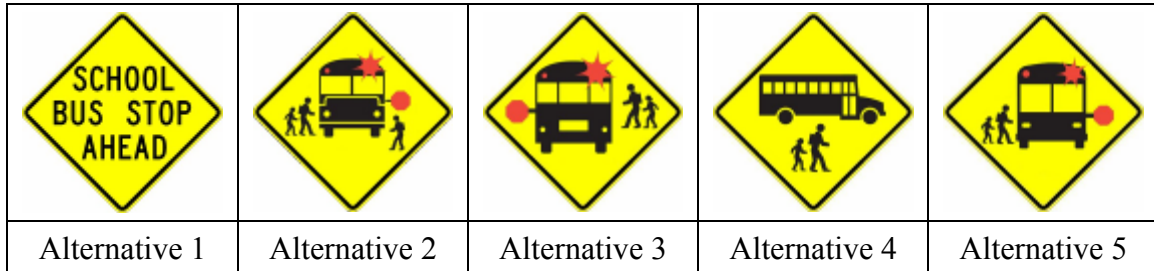 SCHOOL
BUS STOP
AHEAD
Alternative 1
Alternative 2
Alternative 3
Alternative 4
Alternative 5